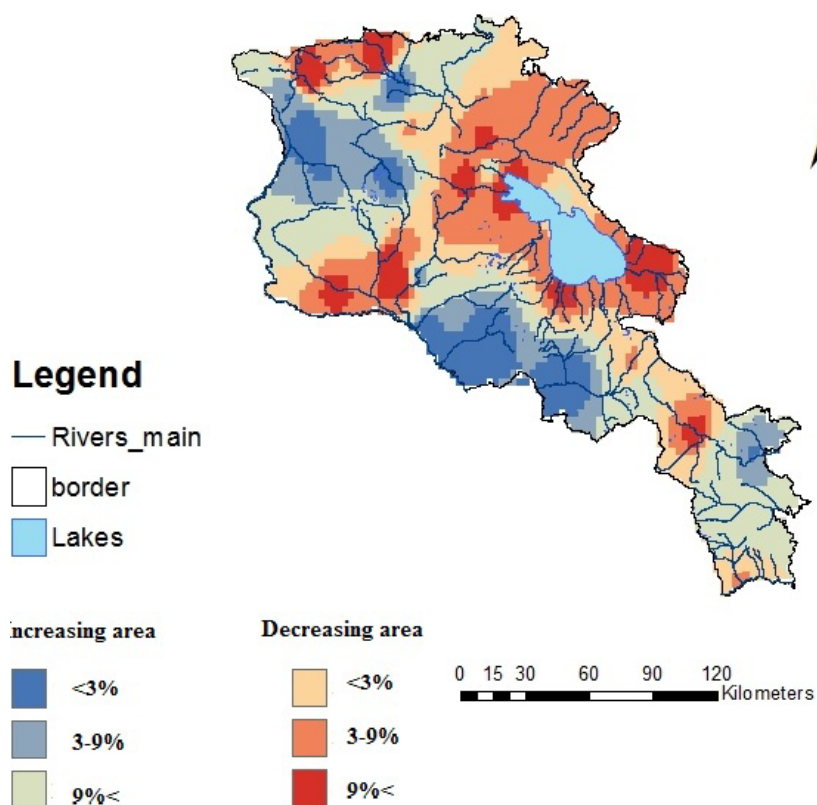 Legend
Rivers_main
border
Lakes
Increasing area
<3%
3-9%
9%<
Decreasing area
<3%
3-9%
9%<
0 15 30 60 90 120
Kilometers